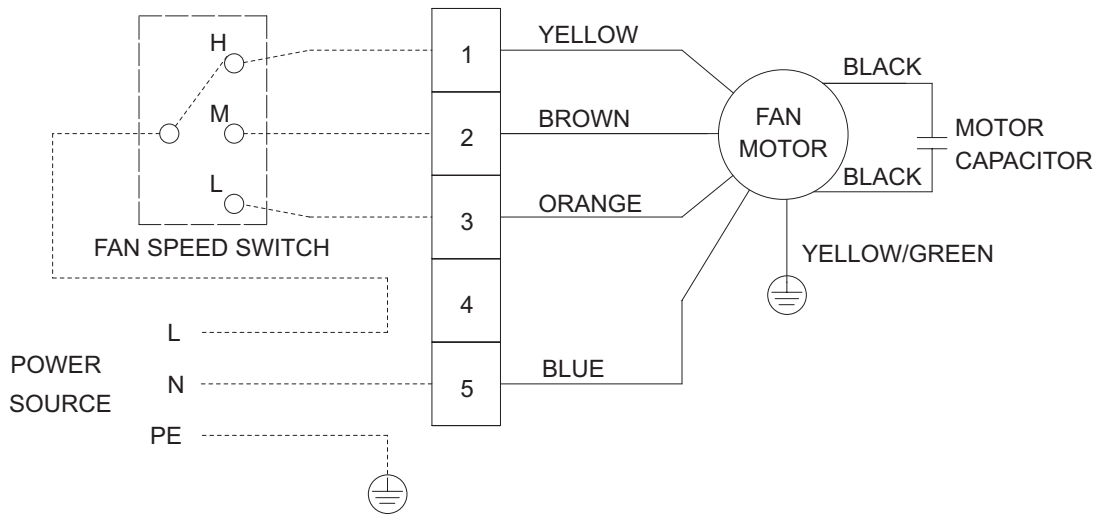 H
M
L
FAN SPEED SWITCH
L
POWER
SOURCE
N
PE
1
2
3
4
5
YELLOW
BROWN
ORANGE
BLUE
FAN
MOTOR
BLACK
BLACK
MOTOR
CAPACITOR
YELLOW/GREEN